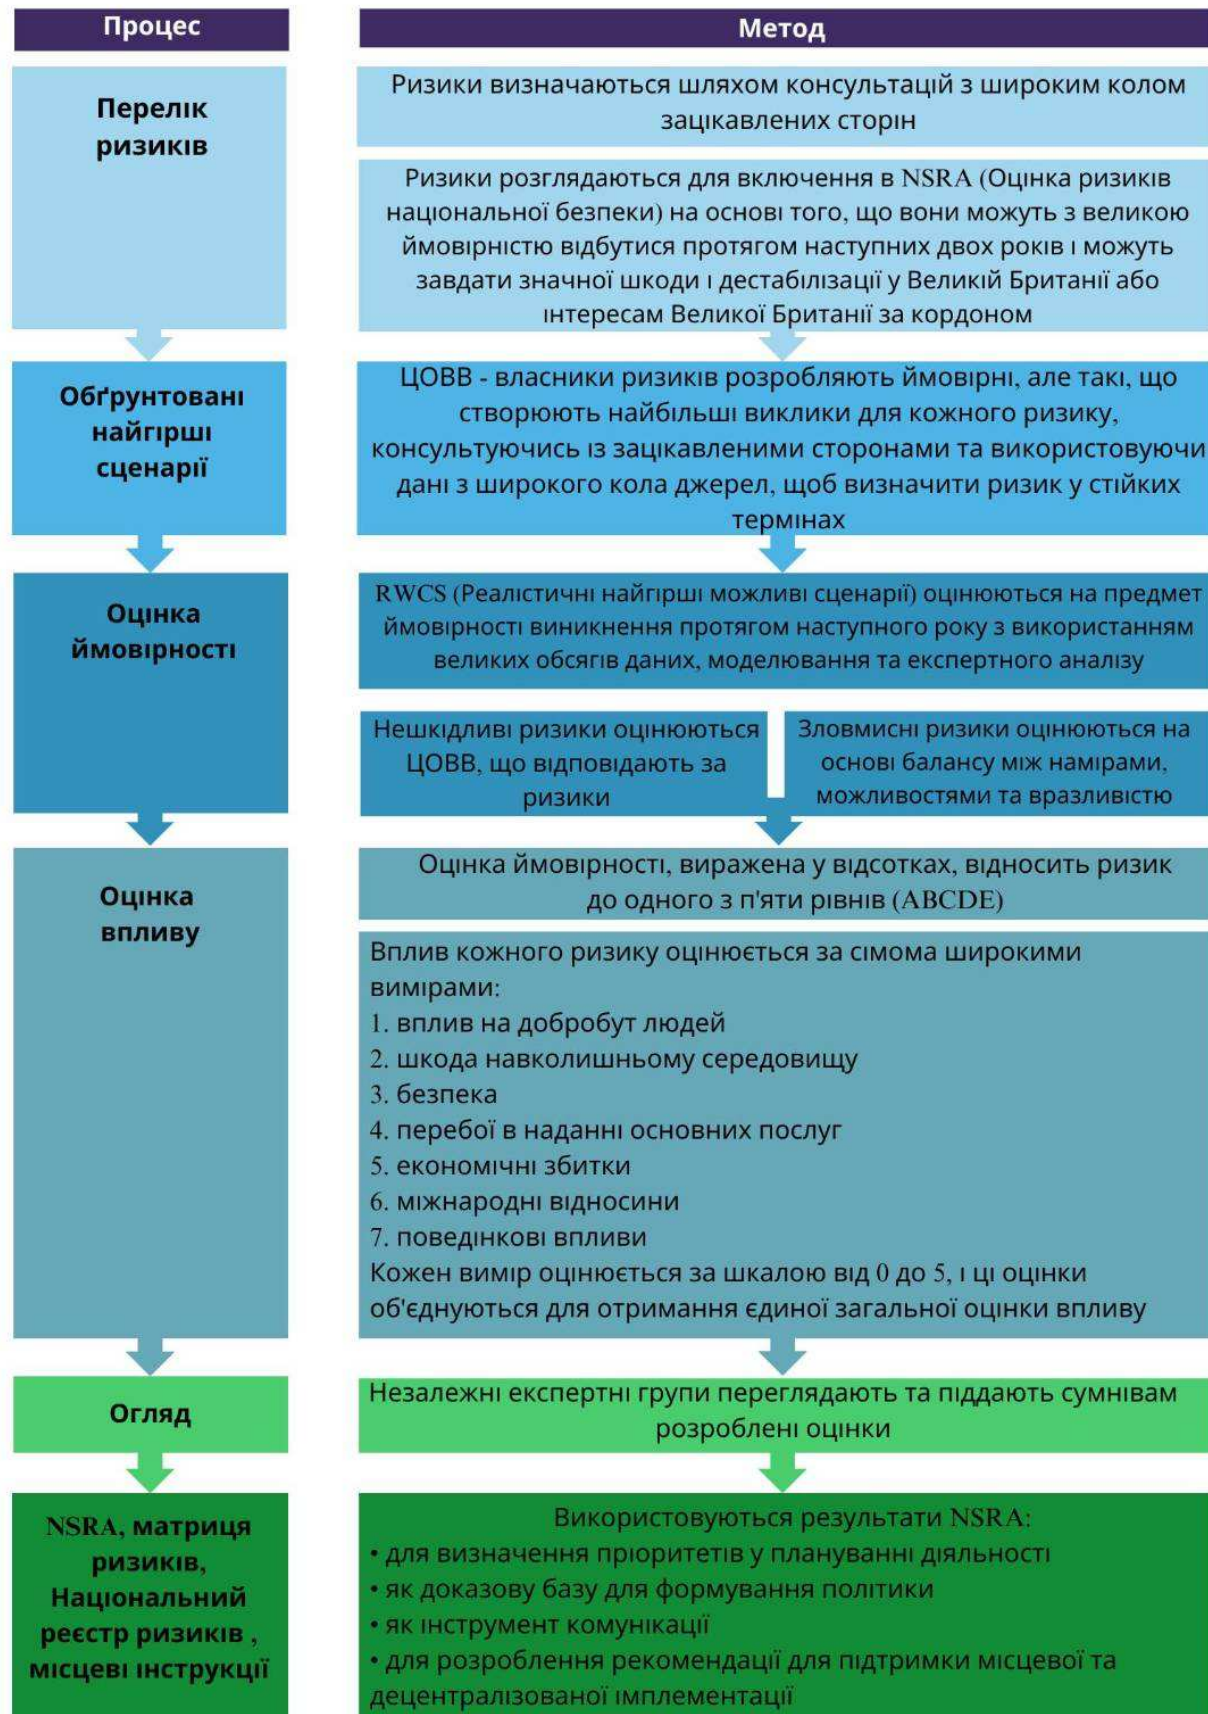 Процес
Метод
Перелік
ризиків
Ризики визначаються шляхом консультацій з широким колом
зацікавлених сторін
Ризики розглядаються для включення в NSRA (Оцінка ризиків
національної безпеки) на основі того, що вони можуть з великою
ймовірністю відбутися протягом наступних двох років і можуть
завдати значної шкоди і дестабілізації у Великій Британії або
інтересам Великої Британії за кордоном
Обґрунтовані
найгірші
сценарії
ЦОВВ - власники ризиків розробляють ймовірні, але такі, що
створюють найбільші виклики для кожного ризику,
консультуючись із зацікавленими сторонами та використовуючи
дані з широкого кола джерел, щоб визначити ризик у стійких
термінах
Оцінка
ймовірності
RWCS (Реалістичні найгірші можливі сценарії) оцінюються на предмет
ймовірності виникнення протягом наступного року з використанням
великих обсягів даних, моделювання та експертного аналізу
Нешкідливі ризики оцінюються
ЦОВВ, що відповідають за
ризики
Зловмисні ризики оцінюються на
основі балансу між намірами,
можливостями та вразливістю
Оцінка
впливу
Оцінка ймовірності, виражена у відсотках, відносить ризик
до одного з п'яти рівнів (ABCDE)
Вплив кожного ризику оцінюється за сімома широкими
вимірами:
1. вплив на добробут людей
2. шкода навколишньому середовищу
3. безпека
4. перебої в наданні основних послуг
5. економічні збитки
6. міжнародні відносини
7. поведінкові впливи
Кожен вимір оцінюється за шкалою від 0 до 5, і ці оцінки
об'єднуються для отримання єдиної загальної оцінки впливу
Огляд
Незалежні експертні групи переглядають та піддають сумнівам
розроблені оцінки
NSRA, матриця
ризиків,
Національний
реєстр ризиків ,
місцеві інструкції
Використовуються результати NSRA:
• для визначення пріоритетів у плануванні діяльності
• як доказову базу для формування політики
• як інструмент комунікації
• для розроблення рекомендації для підтримки місцевої та
децентралізованої імплементації